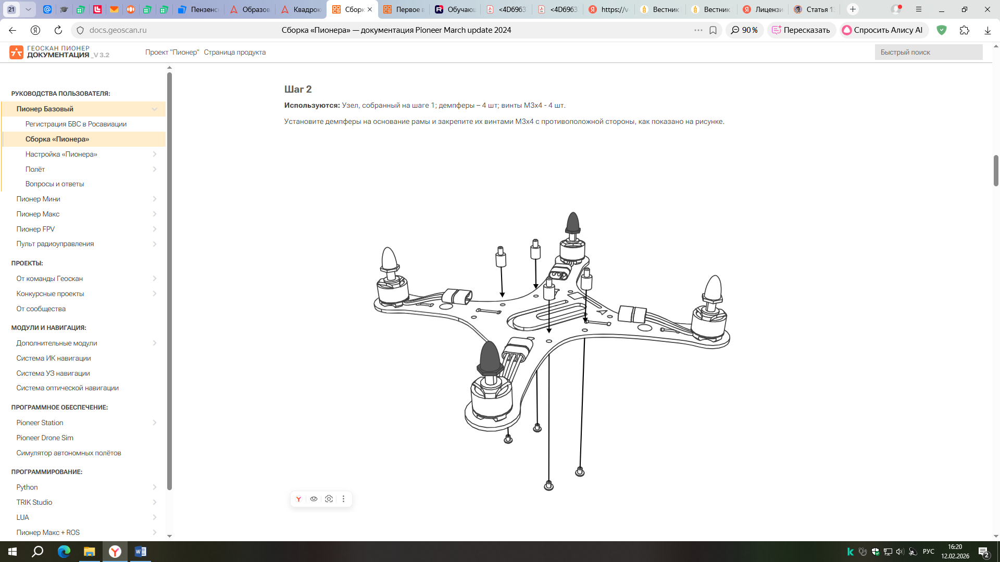 21
Пензенс
Образов
Квадрок
Сборк
Первое в
Обучаю
<4D6963
<4D6963
https://v
Вестник
Вестник
Лицензи
Статья 1
docs.geoscan.ru
Сборка «Пионера» — документация Pioneer March update 2024
90 %
Пересказать
Спросить Алису AI
ГЕОСКАН ПИОНЕР
ДОКУМЕНТАЦИЯ _V 3.2
Проект "Пионер" Страница продукта
Быстрый поиск
РУКОВОДСТВА ПОЛЬЗОВАТЕЛЯ:
Пионер Базовый
Регистрация БВС в Росавиации
Сборка «Пионера»
Настройка «Пионера»
Полёт
Вопросы и ответы
Пионер Мини
Пионер Макс
Пионер FPV
Пульт радиоуправления
ПРОЕКТЫ:
От команды Геоскан
Конкурсные проекты
От сообщества
МОДУЛИ И НАВИГАЦИЯ:
Дополнительные модули
Система ИК навигации
Система УЗ навигации
Система оптической навигации
ПРОГРАММНОЕ ОБЕСПЕЧЕНИЕ:
Pioneer Station
Pioneer Drone Sim
Симулятор автономных полётов
ПРОГРАММИРОВАНИЕ:
Python
TRIK Studio
LUA
Пионер Макс + ROS
Шаг 2
Используются: Узел, собранный на шаге 1; демпферы – 4 шт; винты М3х4 - 4 шт.
Установите демпферы на основание рамы и закрепите их винтами М3х4 с противоположной стороны, как показано на рисунке.
РУС
16:20
12.02.2026
2